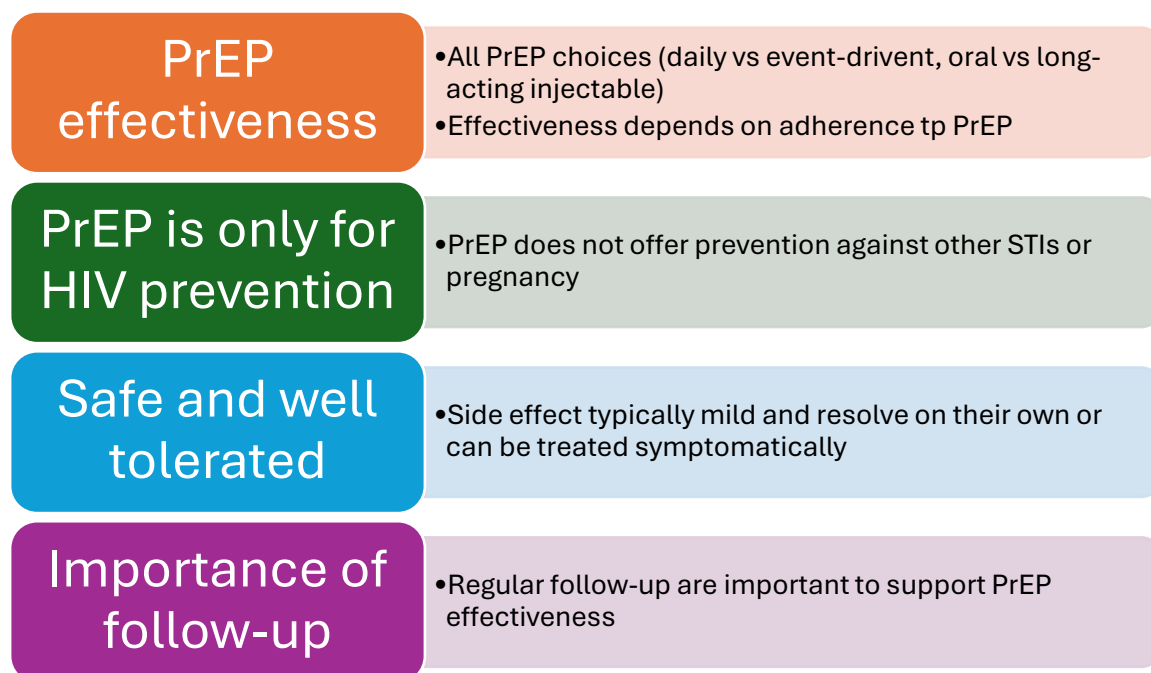 PrEP
effectiveness
•All PrEP choices (daily vs event-drivent, oral vs long-
acting injectable)
•Effectiveness depends on adherence tp PrEP
PrEP is only for
HIV prevention
•PrEP does not offer prevention against other STIs or
pregnancy
Safe and well
tolerated
•Side effect typically mild and resolve on their own or
can be treated symptomatically
Importance of
follow-up
•Regular follow-up are important to support PrEP
effectiveness